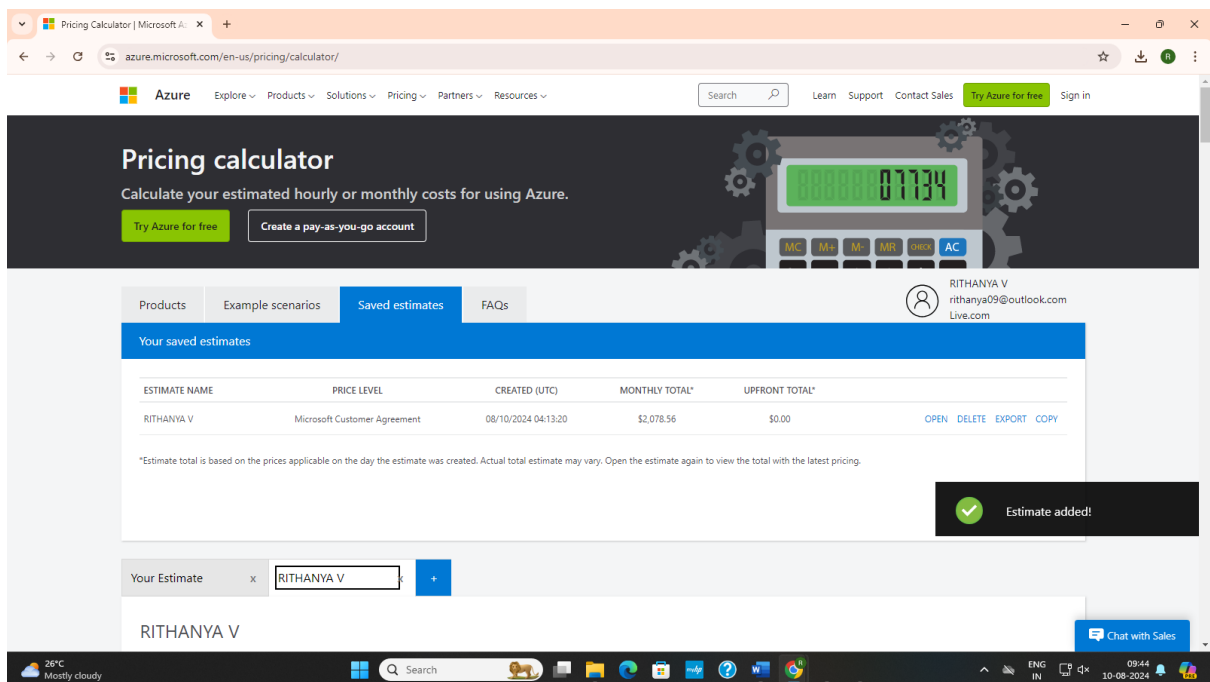 Pricing Calculator | Microsoft A
azure.microsoft.com/en-us/pricing/calculator/
R
Azure Explore Products Solutions Pricing Partners Resources Search Learn Support Contact Sales Try Azure for free Sign in
Pricing calculator
Calculate your estimated hourly or monthly costs for using Azure.
Try Azure for free Create a pay-as-you-go account
07734
MC M+ M- MR CHECK AC
Products Example scenarios Saved estimates FAQs
RITHANYA V
rithanya09@outlook.com
Live.com
Your saved estimates
ESTIMATE NAME PRICE LEVEL CREATED (UTC) MONTHLY TOTAL* UPFRONT TOTAL*
RITHANYA V Microsoft Customer Agreement 08/10/2024 04:13:20 $2,078.56 $0.00 OPEN DELETE EXPORT COPY
*Estimate total is based on the prices applicable on the day the estimate was created. Actual total estimate may vary. Open the estimate again to view the total with the latest pricing.
Estimate added!
Your Estimate x RITHANYA V x +
RITHANYA V
Chat with Sales
26°C
Mostly cloudy
Search
ENG
IN
09:44
10-08-2024